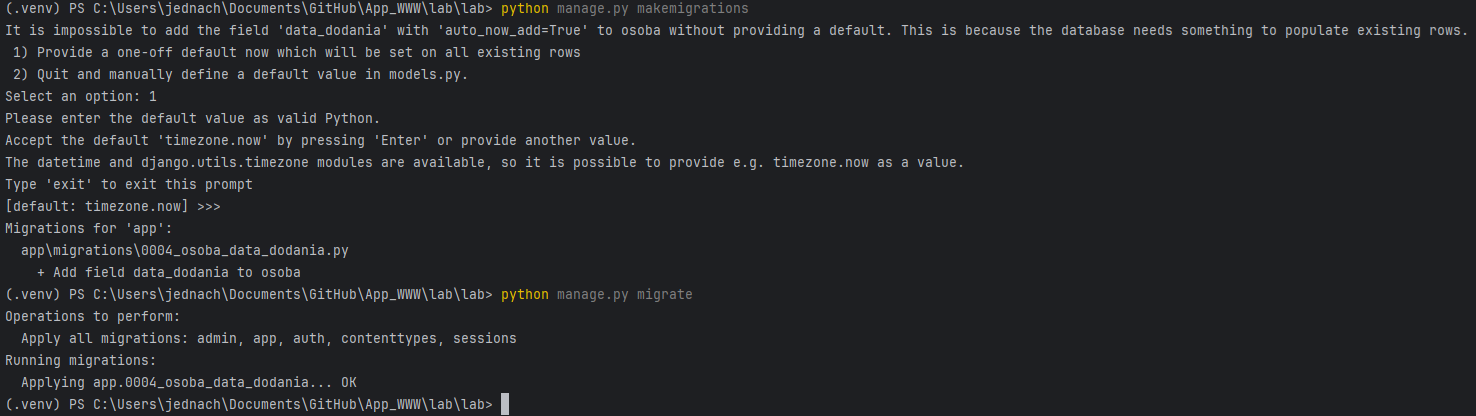 (.venv) PS C:\Users\jednach\Documents\GitHub\App_WWW\lab\lab> python manage.py makemigrations
It is impossible to add the field 'data_dodania' with 'auto_now_add=True' to osoba without providing a default. This is because the database needs something to populate existing rows.
 1) Provide a one-off default now which will be set on all existing rows
 2) Quit and manually define a default value in models.py.
Select an option: 1
Please enter the default value as valid Python.
Accept the default 'timezone.now' by pressing 'Enter' or provide another value.
The datetime and django.utils.timezone modules are available, so it is possible to provide e.g. timezone.now as a value.
Type 'exit' to exit this prompt
[default: timezone.now] >>>
Migrations for 'app':
  app\migrations\0004_osoba_data_dodania.py
    + Add field data_dodania to osoba
(.venv) PS C:\Users\jednach\Documents\GitHub\App_WWW\lab\lab> python manage.py migrate
Operations to perform:
  Apply all migrations: admin, app, auth, contenttypes, sessions
Running migrations:
  Applying app.0004_osoba_data_dodania... OK
(.venv) PS C:\Users\jednach\Documents\GitHub\App_WWW\lab\lab>